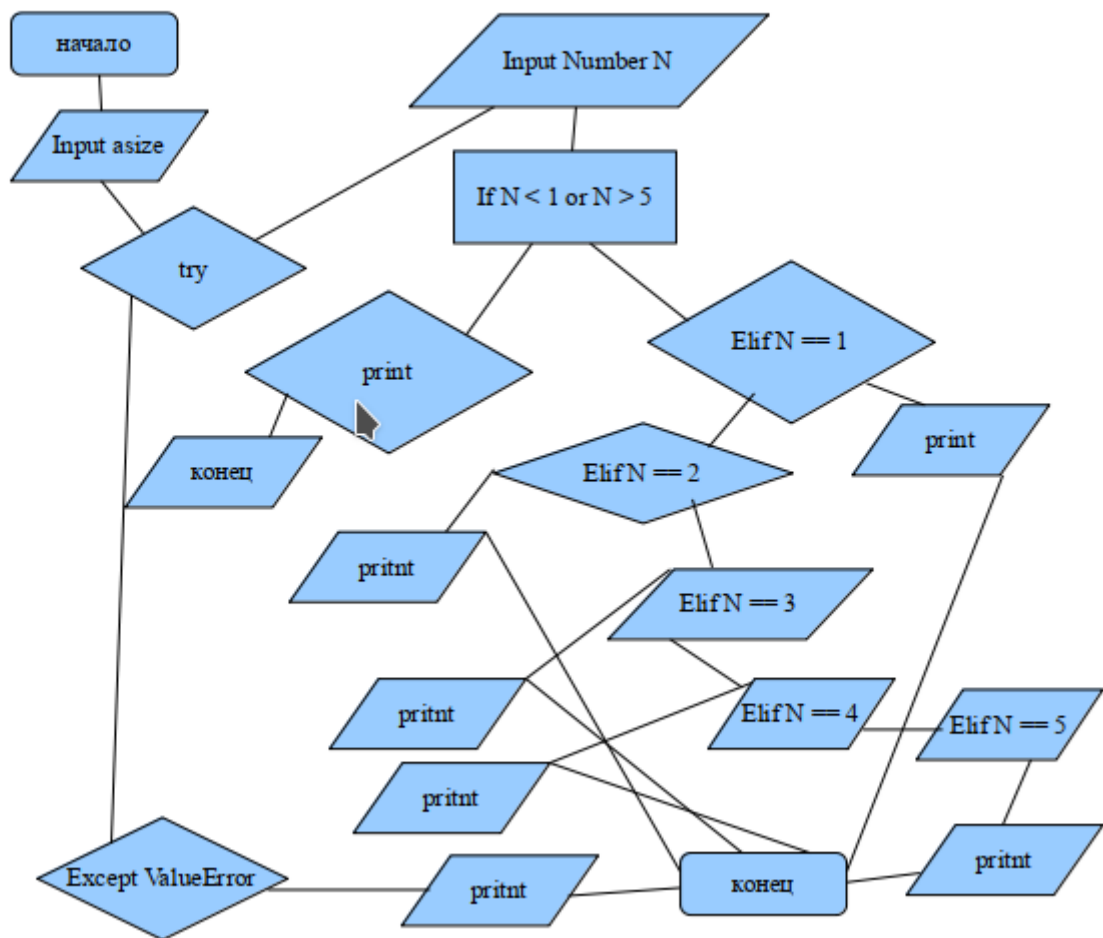 начало
Input Number N
Input asize
If N < 1 or N > 5
try
Elif N == 1
print
print
конец
Elif N == 2
pritnt
Elif N == 3
pritnt
Elif N == 4
Elif N == 5
pritnt
pritnt
Except ValueError
pritnt
конец